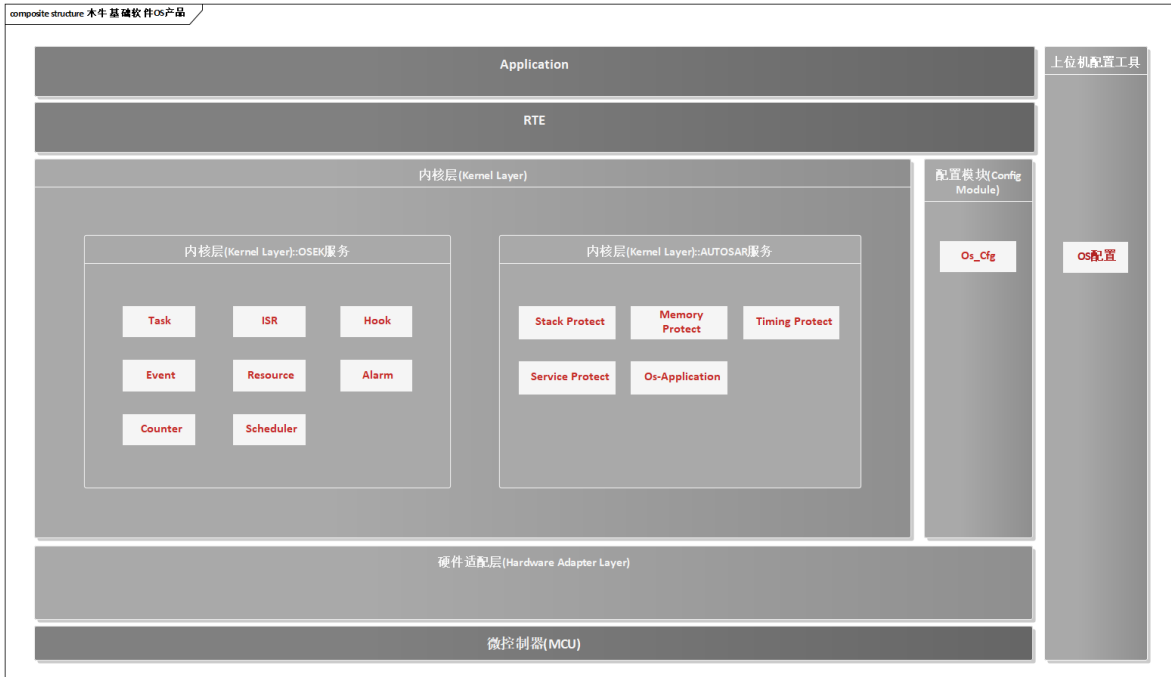 composite structure 木牛基础软件OS产品
Application
上位机配置工具
RTE
内核层(Kernel Layer)
配置模块(Config
Module)
内核层(Kernel Layer)::OSEK服务
内核层(Kernel Layer)::AUTOSAR服务
Os_Cfg
OS配置
Task
ISR
Hook
Stack Protect
Memory
Protect
Timing Protect
Event
Resource
Alarm
Service Protect
Os-Application
Counter
Scheduler
硬件适配层(Hardware Adapter Layer)
微控制器(MCU)